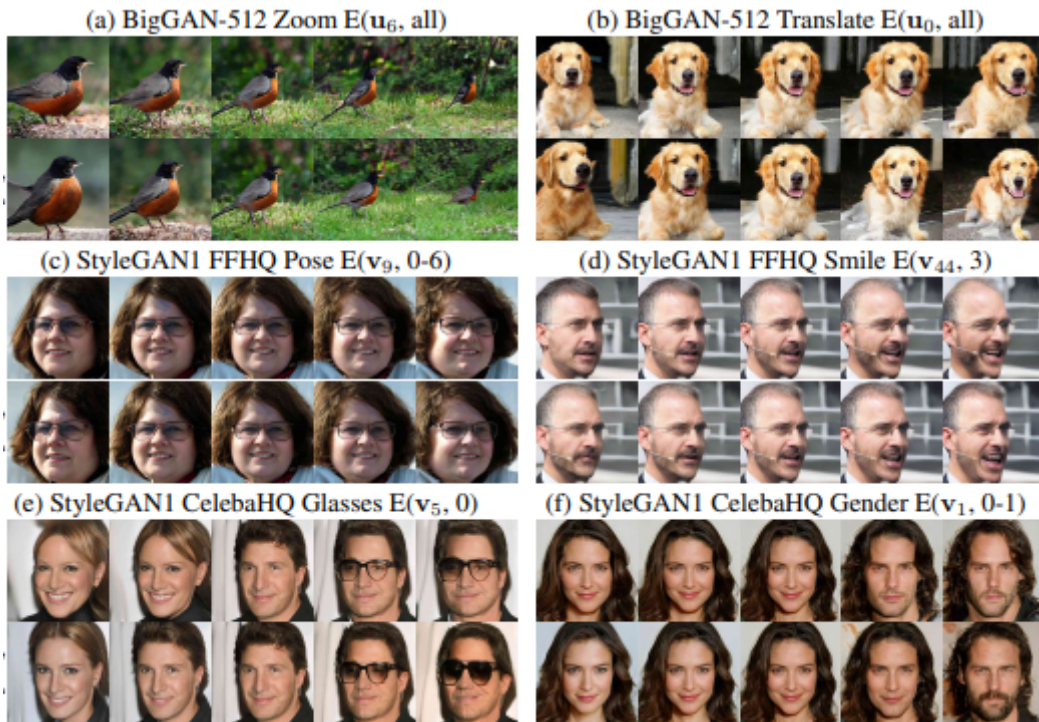 (a) BigGAN-512 Zoom E(u₆, all)
(b) BigGAN-512 Translate E(u₀, all)
(c) StyleGAN1 FFHQ Pose E(v₉, 0-6)
(d) StyleGAN1 FFHQ Smile E(v₄₄, 3)
(e) StyleGAN1 CelebaHQ Glasses E(v₅, 0)
(f) StyleGAN1 CelebaHQ Gender E(v₁, 0-1)